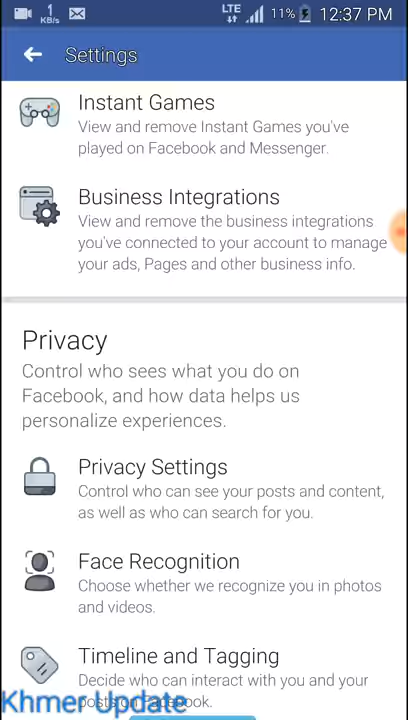 1
KB/s
LTE
11%
12:37 PM
Settings
Instant Games
View and remove Instant Games you've
played on Facebook and Messenger.
Business Integrations
View and remove the business integrations
you've connected to your account to manage
your ads, Pages and other business info.
Privacy
Control who sees what you do on
Facebook, and how data helps us
personalize experiences.
Privacy Settings
Control who can see your posts and content,
as well as who can search for you.
Face Recognition
Choose whether we recognize you in photos
and videos.
Timeline and Tagging
Decide who can interact with you and your
posts on Facebook.
Khmer Update